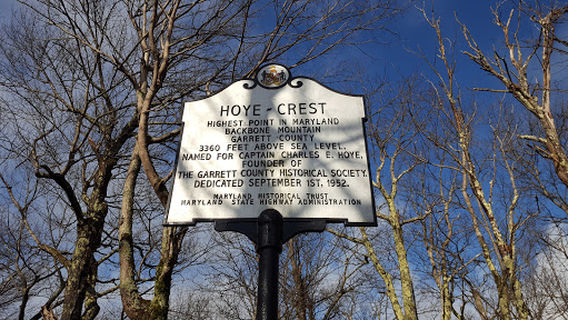 HOYE-CREST
HIGHEST POINT IN MARYLAND
BACKBONE MOUNTAIN
GARRETT COUNTY
3360 FEET ABOVE SEA LEVEL.
NAMED FOR CAPTAIN CHARLES E. HOYE,
FOUNDER OF
THE GARRETT COUNTY HISTORICAL SOCIETY.
DEDICATED SEPTEMBER 1ST, 1952.
MARYLAND HISTORICAL TRUST
MARYLAND STATE HIGHWAY ADMINISTRATION